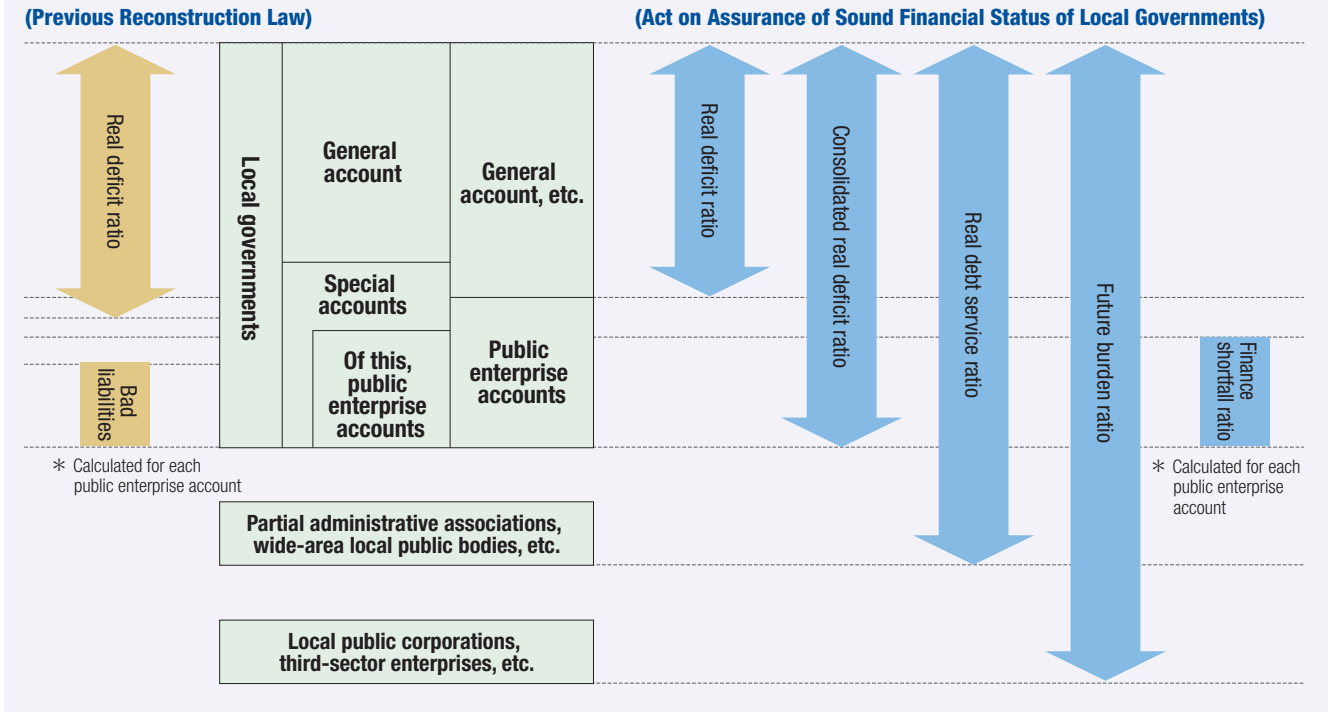 (Previous Reconstruction Law)
(Act on Assurance of Sound Financial Status of Local Governments)
Real deficit ratio
Bad
liabilities
* Calculated for each
public enterprise account
Local governments
General
account
Special
accounts
Of this,
public
enterprise
accounts
General
account, etc.
Public
enterprise
accounts
Partial administrative associations,
wide-area local public bodies, etc.
Local public corporations,
third-sector enterprises, etc.
Real deficit ratio
Consolidated real deficit ratio
Real debt service ratio
Future burden ratio
Finance
shortfall ratio
* Calculated for each
public enterprise
account